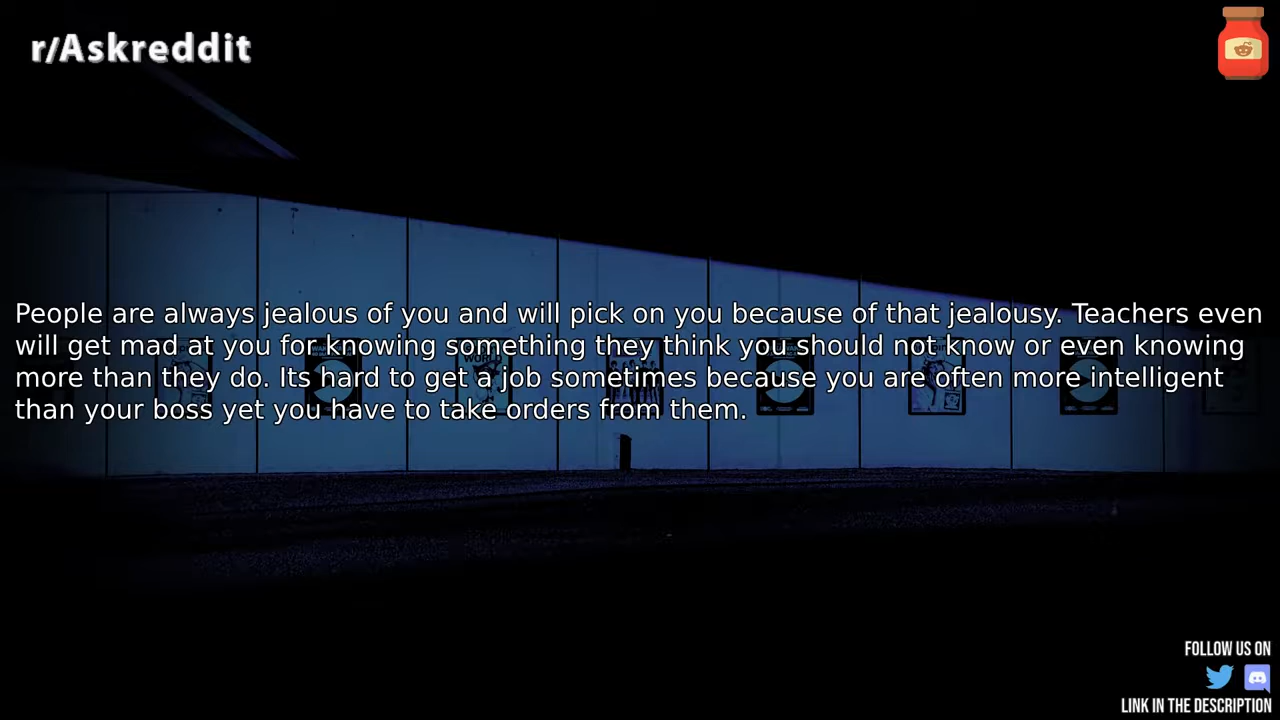 r/Askreddit
People are always jealous of you and will pick on you because of that jealousy. Teachers even
will get mad at you for knowing something they think you should not know or even knowing
more than they do. Its hard to get a job sometimes because you are often more intelligent
than your boss yet you have to take orders from them.
WORLD
FOLLOW US ON
LINK IN THE DESCRIPTION